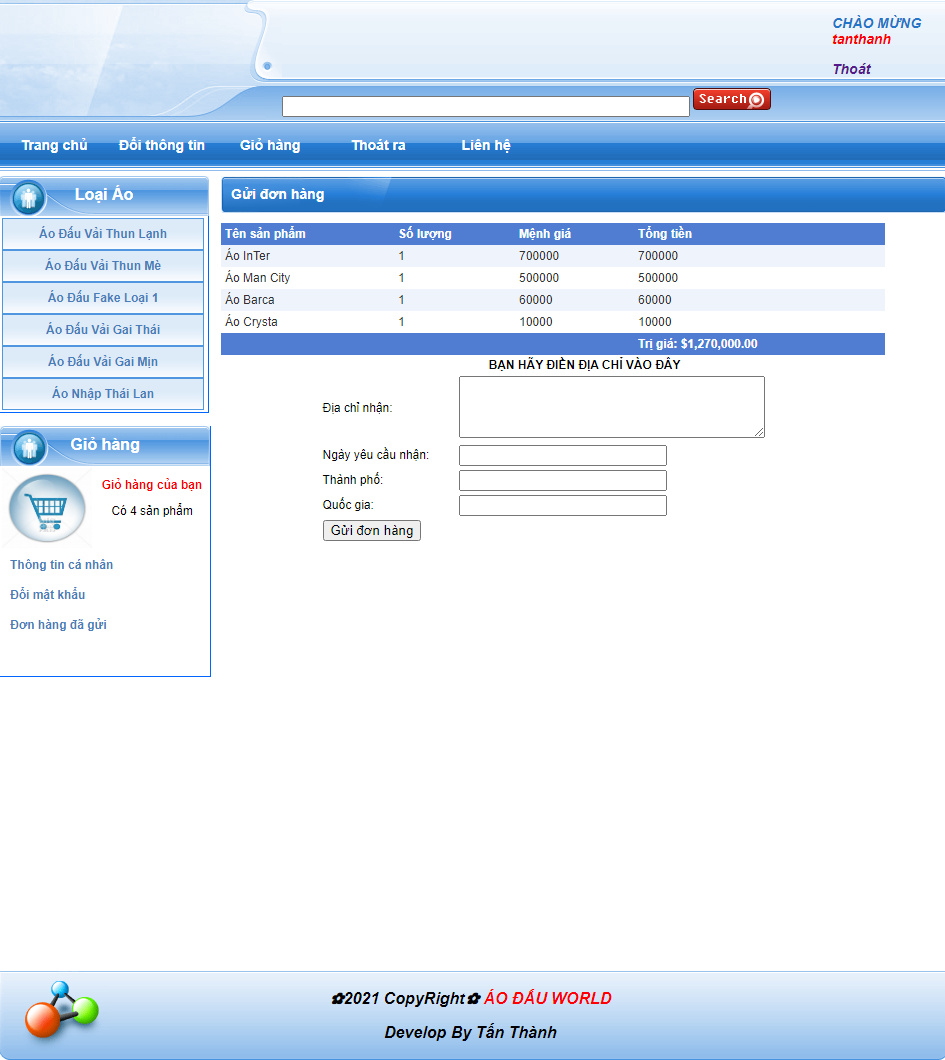 CHÀO MỪNG
tanthanh
Thoát
Search
Trang chủ Đổi thông tin Giỏ hàng Thoát ra Liên hệ
Loại Áo
Áo Đấu Vải Thun Lạnh
Áo Đấu Vải Thun Mè
Áo Đấu Fake Loại 1
Áo Đấu Vải Gai Thái
Áo Đấu Vải Gai Mịn
Áo Nhập Thái Lan
Giỏ hàng
Giỏ hàng của bạn
Có 4 sản phẩm
Thông tin cá nhân
Đổi mật khẩu
Đơn hàng đã gửi
Gửi đơn hàng
Tên sản phẩm Số lượng Mệnh giá Tổng tiền
Áo InTer 1 700000 700000
Áo Man City 1 500000 500000
Áo Barca 1 60000 60000
Áo Crysta 1 10000 10000
Trị giá: $1,270,000.00
BẠN HÃY ĐIỀN ĐỊA CHỈ VÀO ĐÂY
Địa chỉ nhận:
Ngày yêu cầu nhận:
Thành phố:
Quốc gia:
Gửi đơn hàng
✿2021 CopyRight✿ ÁO ĐẤU WORLD
Develop By Tấn Thành